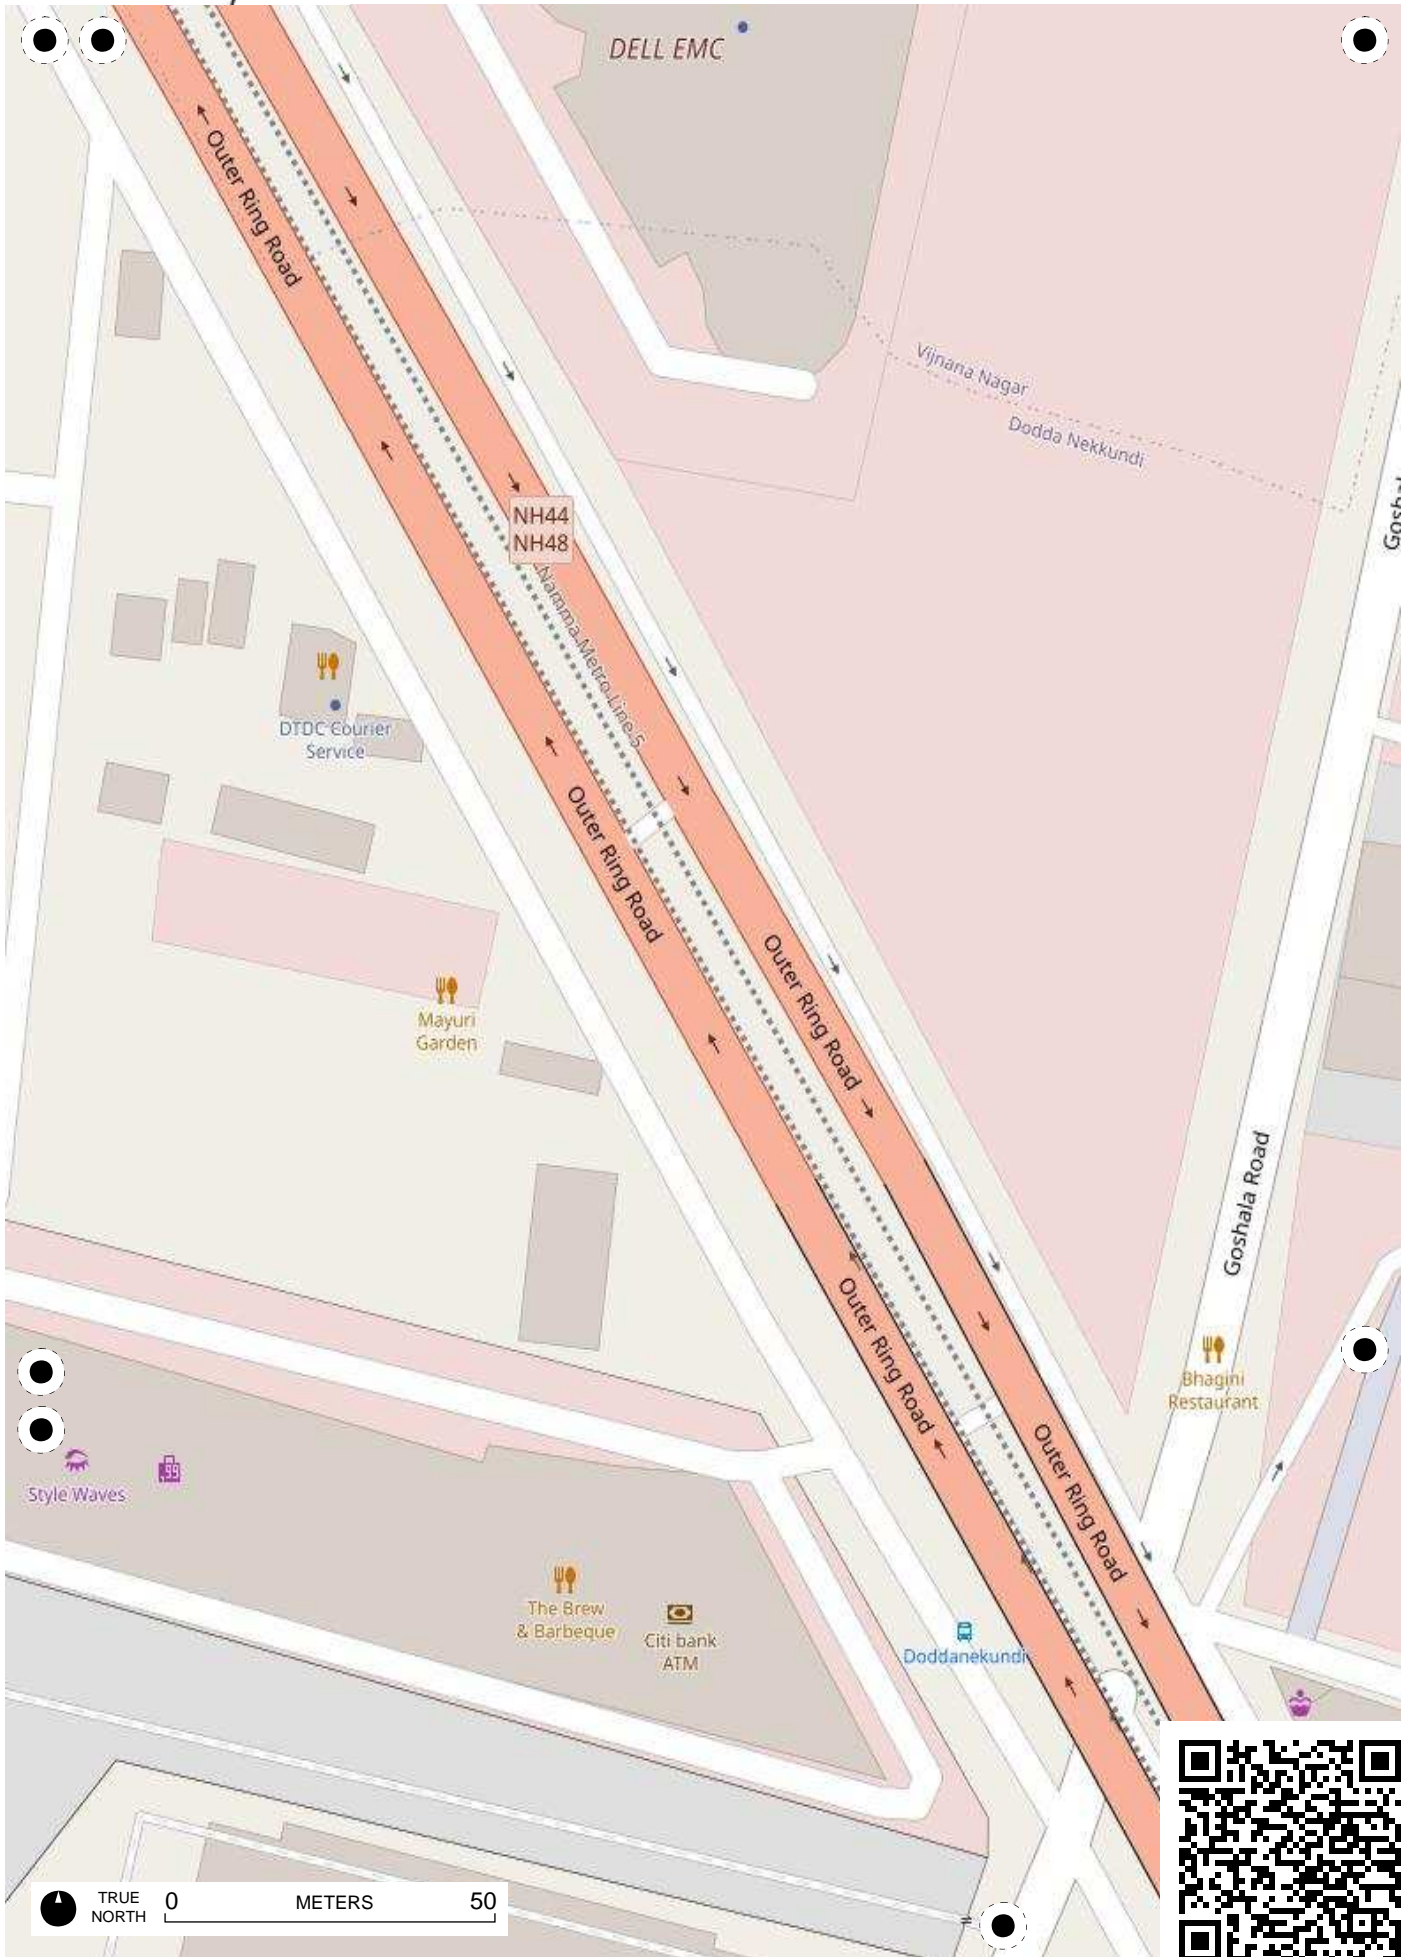 DELL EMC
Outer Ring Road
Vijnana Nagar
Dodda Nekkundi
NH44
NH48
Namma Metro Line 5
DTDC Courier
Service
Outer Ring Road
Outer Ring Road
Mayuri
Garden
Goshala Road
Outer Ring Road
Bhagini
Restaurant
Outer Ring Road
Style Waves
.99
The Brew
& Barbeque
Citi bank
ATM
Doddanekundi
TRUE
NORTH
0 METERS 50